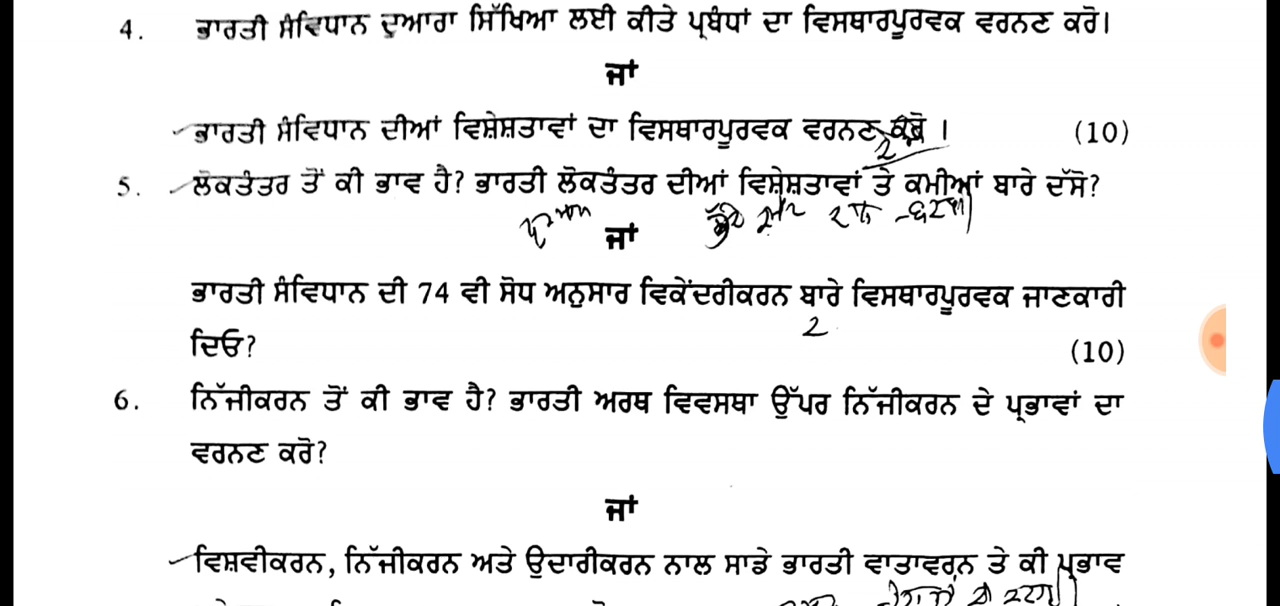 4. ਭਾਰਤੀ ਸੰਵਿਧਾਨ ਦੁਆਰਾ ਸਿੱਖਿਆ ਲਈ ਕੀਤੇ ਪ੍ਰਬੰਧਾਂ ਦਾ ਵਿਸਥਾਰਪੂਰਵਕ ਵਰਨਣ ਕਰੋ।
ਜਾਂ
ਭਾਰਤੀ ਸੰਵਿਧਾਨ ਦੀਆਂ ਵਿਸ਼ੇਸ਼ਤਾਵਾਂ ਦਾ ਵਿਸਥਾਰਪੂਰਵਕ ਵਰਨਣ ਕਰੋ । (10)
2
5. ਲੋਕਤੰਤਰ ਤੋਂ ਕੀ ਭਾਵ ਹੈ? ਭਾਰਤੀ ਲੋਕਤੰਤਰ ਦੀਆਂ ਵਿਸ਼ੇਸ਼ਤਾਵਾਂ ਤੇ ਕਮੀਆਂ ਬਾਰੇ ਦੱਸੋ?
ਜਾਂ
ਭਾਰਤੀ ਸੰਵਿਧਾਨ ਦੀ 74 ਵੀ ਸੋਧ ਅਨੁਸਾਰ ਵਿਕੇਂਦਰੀਕਰਨ ਬਾਰੇ ਵਿਸਥਾਰਪੂਰਵਕ ਜਾਣਕਾਰੀ
2
ਦਿਓ? (10)
6. ਨਿੱਜੀਕਰਨ ਤੋਂ ਕੀ ਭਾਵ ਹੈ? ਭਾਰਤੀ ਅਰਥ ਵਿਵਸਥਾ ਉੱਪਰ ਨਿੱਜੀਕਰਨ ਦੇ ਪ੍ਰਭਾਵਾਂ ਦਾ
ਵਰਨਣ ਕਰੋ?
ਜਾਂ
ਵਿਸ਼ਵੀਕਰਨ, ਨਿੱਜੀਕਰਨ ਅਤੇ ਉਦਾਰੀਕਰਨ ਨਾਲ ਸਾਡੇ ਭਾਰਤੀ ਵਾਤਾਵਰਨ ਤੇ ਕੀ ਪ੍ਰਭਾਵ